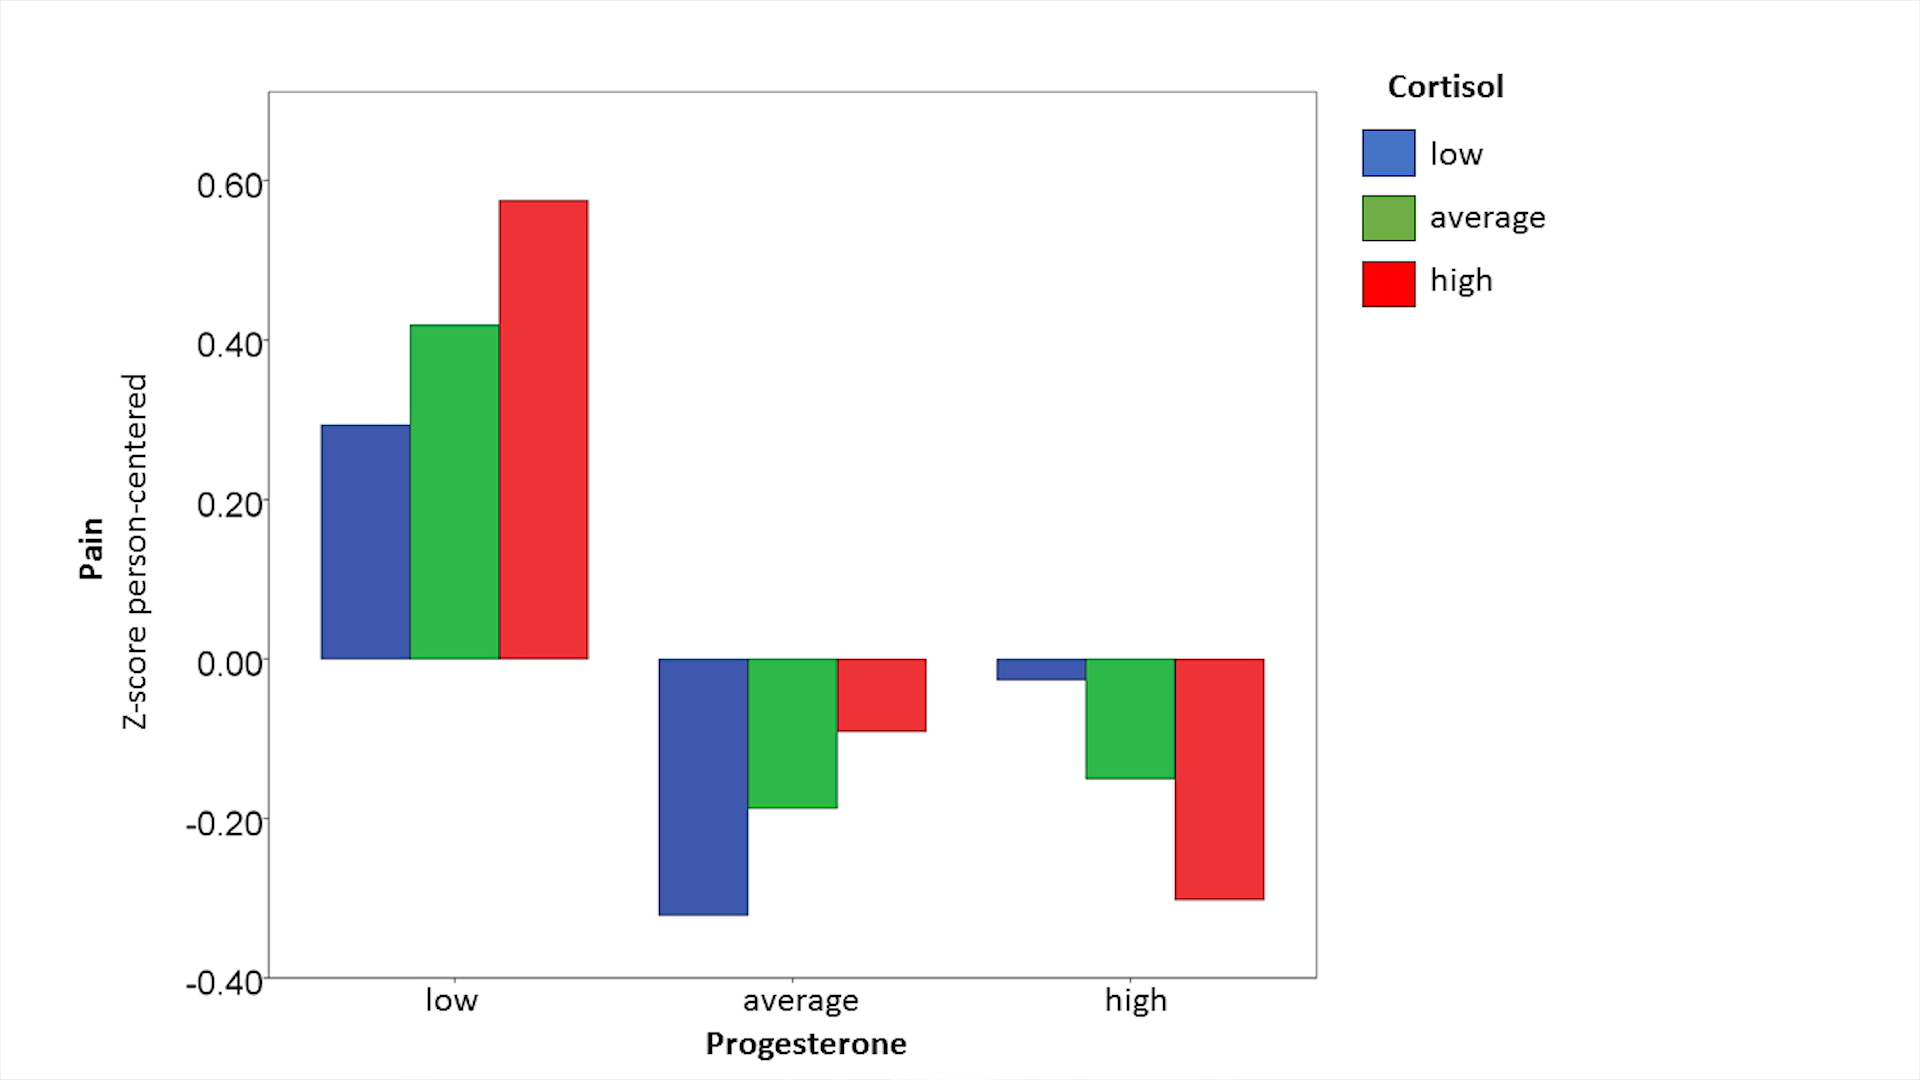 Cortisol
low
average
high
Pain
Z-score person-centered
0.60
0.40
0.20
0.00
-0.20
-0.40
low average high
Progesterone